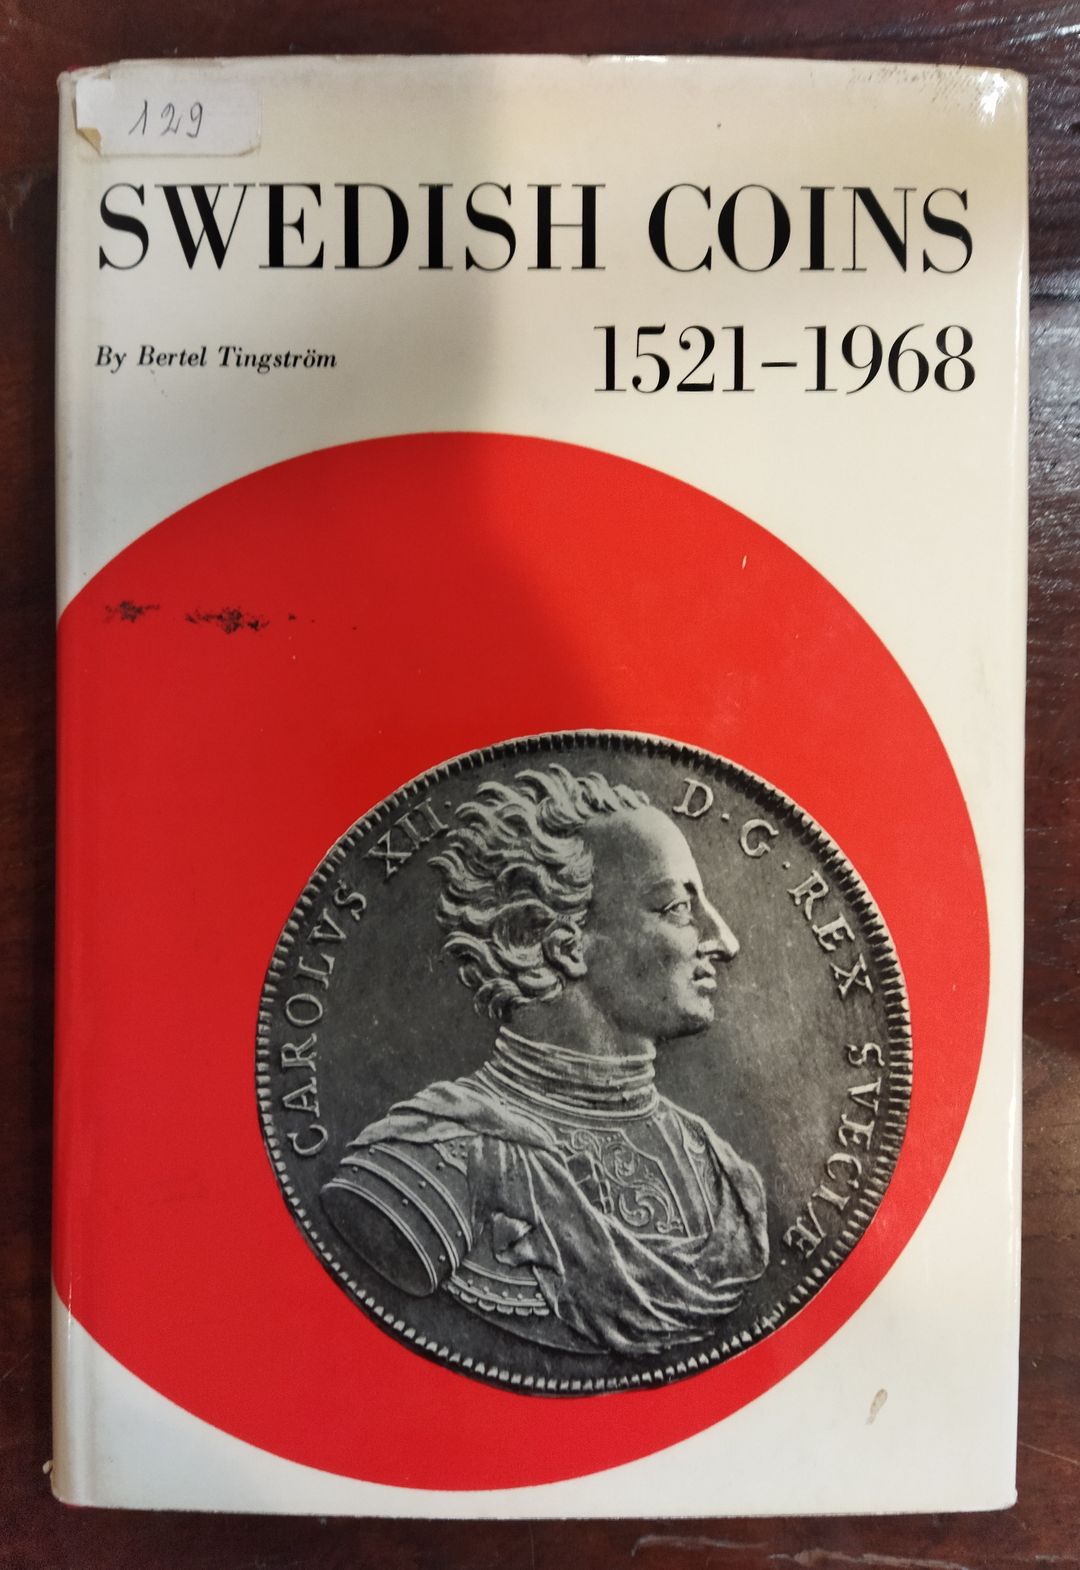 129
SWEDISH COINS
1521-1968
By Bertel Tingström
CAROLVS XII. D.G.REX SVECIÆ.